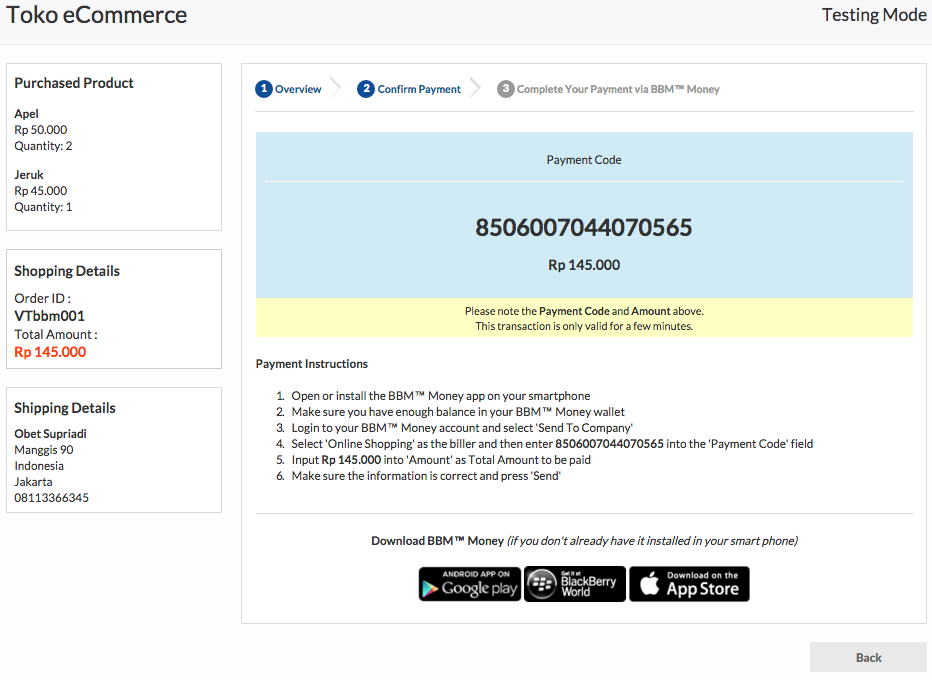 Toko eCommerce
Testing Mode
Purchased Product
Apel
Rp 50.000
Quantity: 2
Jeruk
Rp 45.000
Quantity: 1
Shopping Details
Order ID :
VTbbm001
Total Amount :
Rp 145.000
Shipping Details
Obet Supriadi
Manggis 90
Indonesia
Jakarta
08113366345
1 Overview
2 Confirm Payment
3 Complete Your Payment via BBM™ Money
Payment Code
8506007044070565
Rp 145.000
Please note the Payment Code and Amount above.
This transaction is only valid for a few minutes.
Payment Instructions
1. Open or install the BBM™ Money app on your smartphone
2. Make sure you have enough balance in your BBM™ Money wallet
3. Login to your BBM™ Money account and select 'Send To Company'
4. Select 'Online Shopping' as the biller and then enter 8506007044070565 into the 'Payment Code' field
5. Input Rp 145.000 into 'Amount' as Total Amount to be paid
6. Make sure the information is correct and press 'Send'
Download BBM™ Money (if you don't already have it installed in your smart phone)
ANDROID APP ON
Google play
Get it at
BlackBerry
World
Download on the
App Store
Back